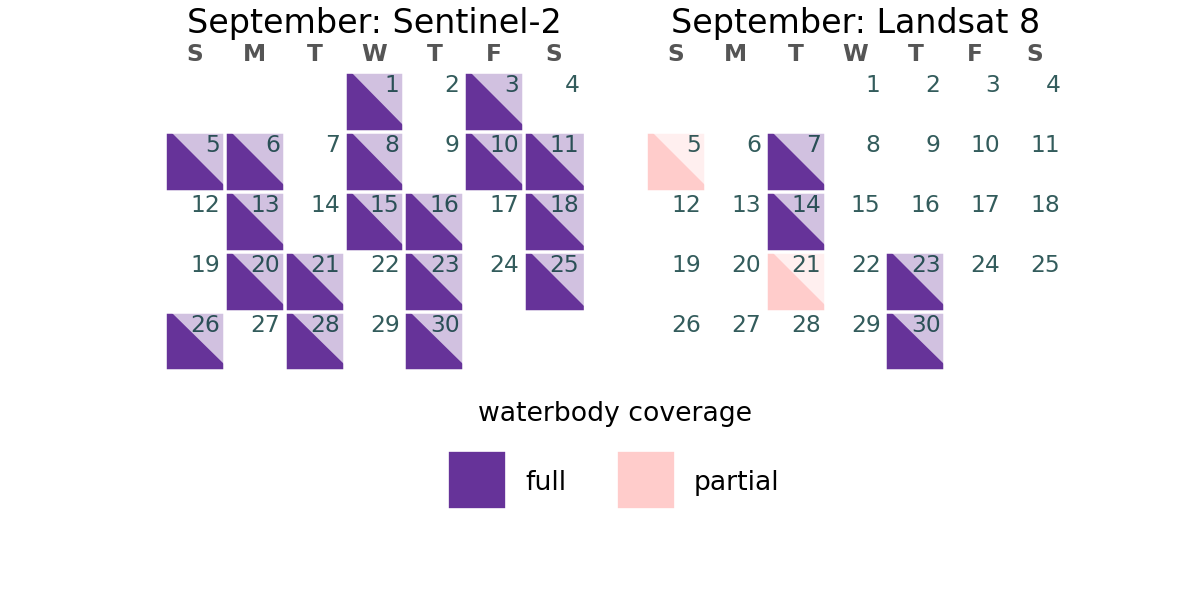 September: Sentinel-2
S M T W T F S
1 2 3 4
5 6 7 8 9 10 11
12 13 14 15 16 17 18
19 20 21 22 23 24 25
26 27 28 29 30
September: Landsat 8
S M T W T F S
1 2 3 4
5 6 7 8 9 10 11
12 13 14 15 16 17 18
19 20 21 22 23 24 25
26 27 28 29 30
waterbody coverage
full partial